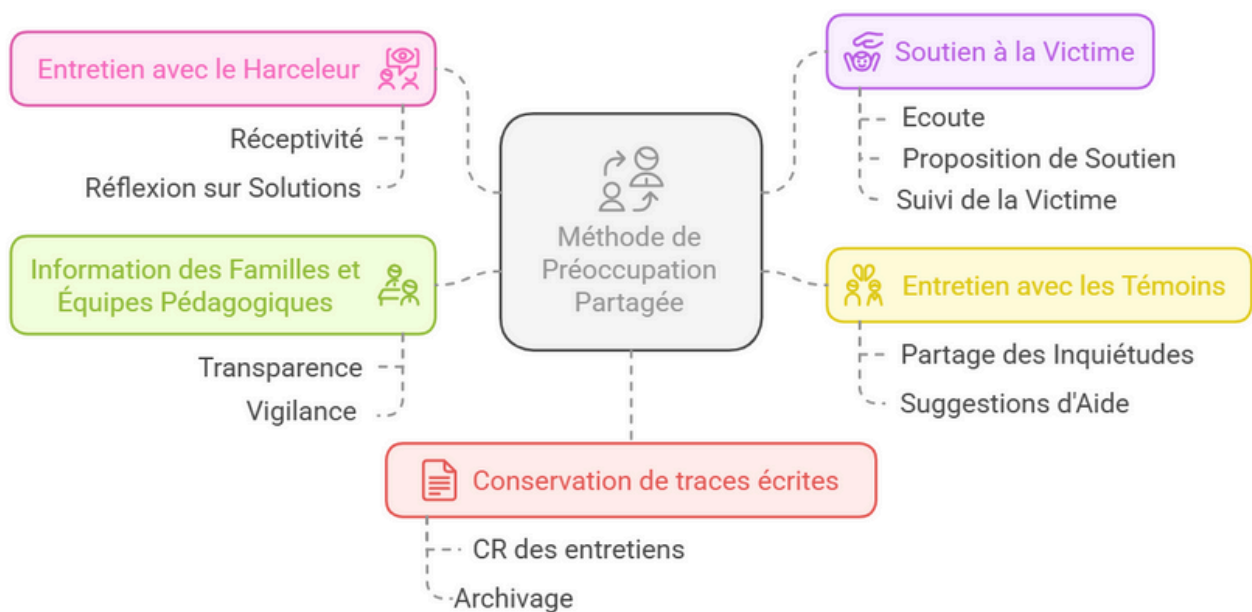 Entretien avec le Harceleur
Réceptivité
Réflexion sur Solutions
Information des Familles et
Équipes Pédagogiques
Transparence
Vigilance
Méthode de
Préoccupation
Partagée
Soutien à la Victime
Ecoute
Proposition de Soutien
Suivi de la Victime
Entretien avec les Témoins
Partage des Inquiétudes
Suggestions d'Aide
Conservation de traces écrites
CR des entretiens
Archivage